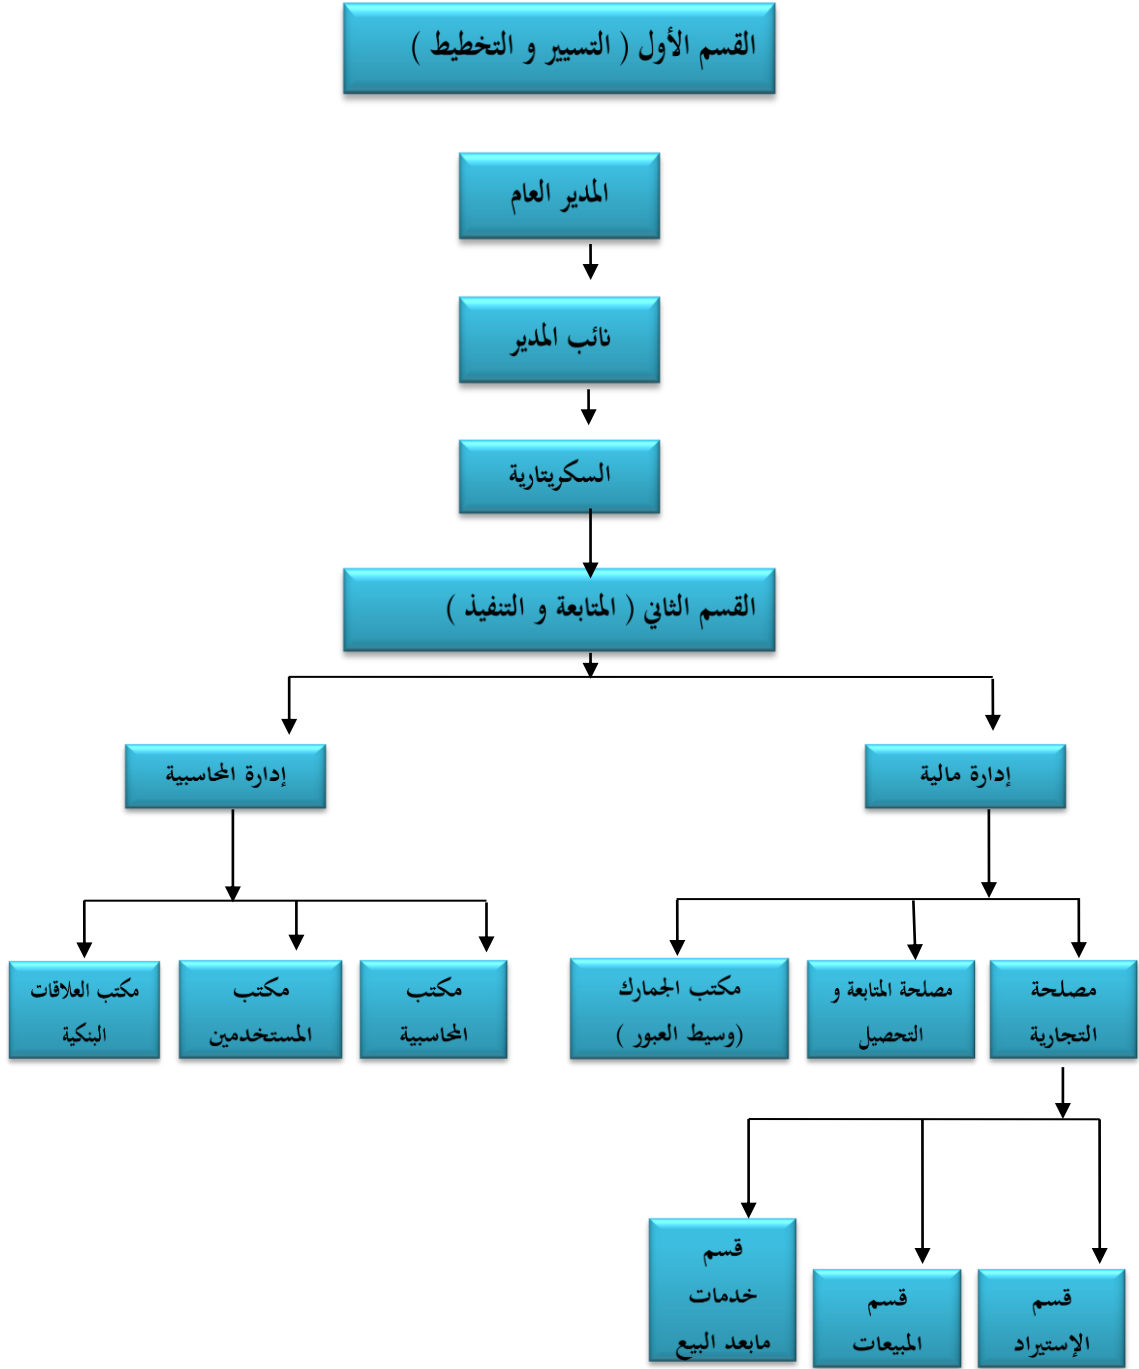 القسم الأول ( التسيير و التخطيط )
المدير العام
نائب المدير
السكريتارية
القسم الثاني ( المتابعة و التنفيذ )
إدارة مالية
إدارة المحاسبية
مصلحة
التجارية
مصلحة المتابعة و
التحصيل
مكتب الجمارك
(وسيط العبور )
مكتب
المحاسبية
مكتب
المستخدمين
مكتب العلاقات
البنكية
قسم
الإستيراد
قسم
المبيعات
قسم
خدمات
مابعد البيع